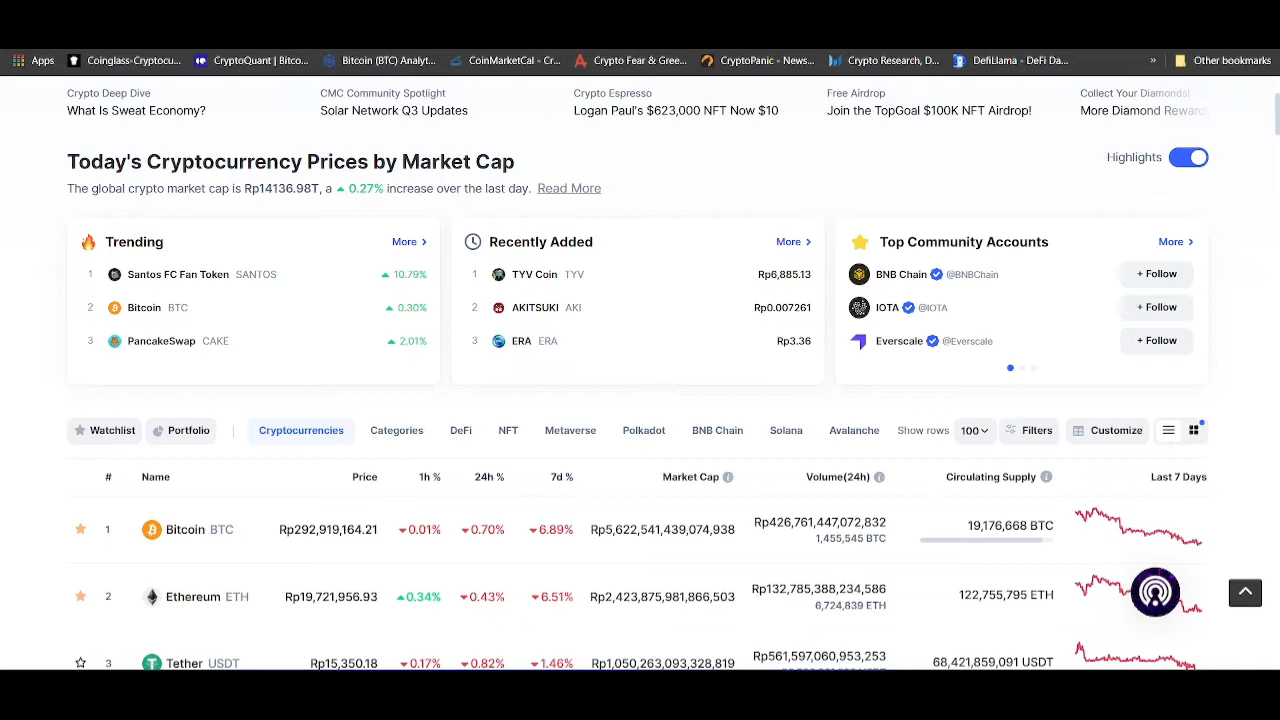 Apps Coinglass-Cryptocu... CryptoQuant | Bitco... Bitcoin (BTC) Analyt... CoinMarketCal - Cr... Crypto Fear & Gree... CryptoPanic - News... Crypto Research, D... DefiLlama - DeFi Da... » Other bookmarks
Crypto Deep Dive CMC Community Spotlight Crypto Espresso Free Airdrop Collect Your Diamonds!
What Is Sweat Economy? Solar Network Q3 Updates Logan Paul's $623,000 NFT Now $10 Join the TopGoal $100K NFT Airdrop! More Diamond Reward
Today's Cryptocurrency Prices by Market Cap Highlights
The global crypto market cap is Rp14136.98T, a 0.27% increase over the last day. Read More
Trending More Recently Added More Top Community Accounts More
1 Santos FC Fan Token SANTOS 10.79% 1 TYV Coin TYV Rp6,885.13 BNB Chain @BNBChain + Follow
2 Bitcoin BTC 0.30% 2 AKITSUKI AKI Rp0.007261 IOTA @IOTA + Follow
3 PancakeSwap CAKE 2.01% 3 ERA ERA Rp3.36 Everscale @Everscale + Follow
Watchlist Portfolio Cryptocurrencies Categories DeFi NFT Metaverse Polkadot BNB Chain Solana Avalanche Show rows 100 Filters Customize
# Name Price 1h % 24h % 7d % Market Cap Volume(24h) Circulating Supply Last 7 Days
1 Bitcoin BTC Rp292,919,164.21 0.01% 0.70% 6.89% Rp5,622,541,439,074,938 Rp426,761,447,072,832 19,176,668 BTC
1,455,545 BTC
2 Ethereum ETH Rp19,721,956.93 0.34% 0.43% 6.51% Rp2,423,875,981,866,503 Rp132,785,388,234,586 122,755,795 ETH
6,724,839 ETH
3 Tether USDT Rp15,350.18 0.17% 0.82% 1.46% Rp1,050,263,093,328,819 Rp561,597,060,953,253 68,421,859,091 USDT